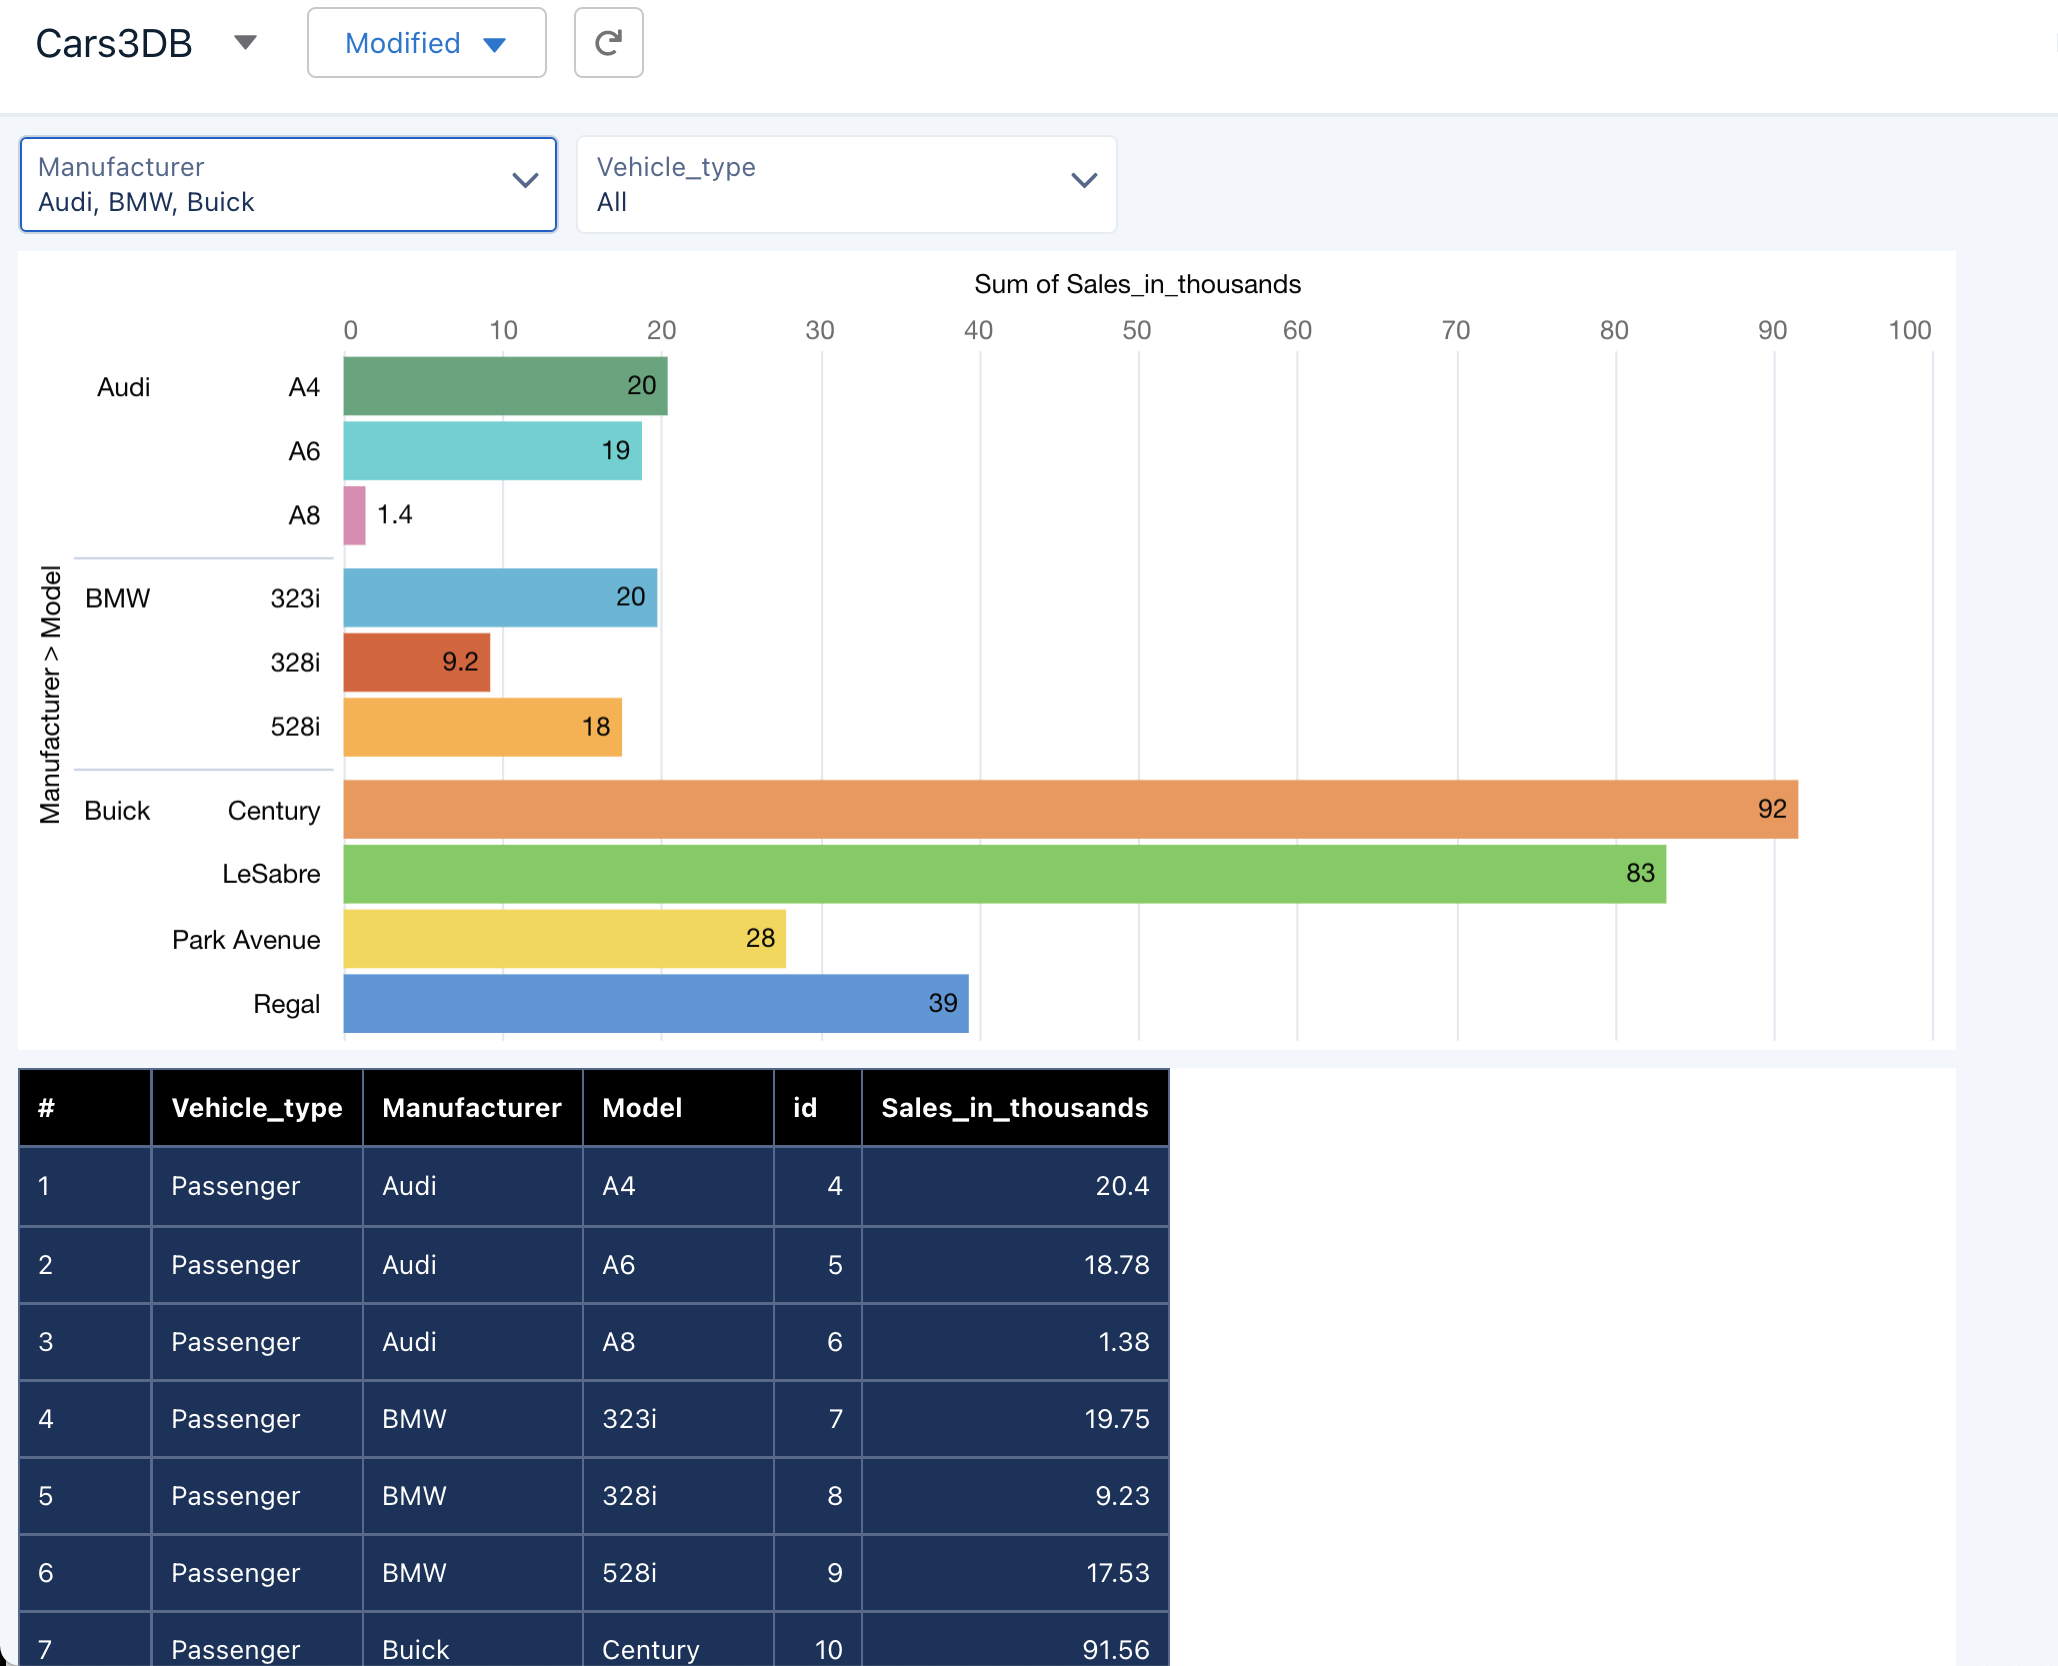 Cars3DB
Modified
Manufacturer
Audi, BMW, Buick
Vehicle_type
All
Sum of Sales_in_thousands
0 10 20 30 40 50 60 70 80 90 100
Manufacturer > Model
Audi A4 20
A6 19
A8 1.4
BMW 323i 20
328i 9.2
528i 18
Buick Century 92
LeSabre 83
Park Avenue 28
Regal 39
# Vehicle_type Manufacturer Model id Sales_in_thousands
1 Passenger Audi A4 4 20.4
2 Passenger Audi A6 5 18.78
3 Passenger Audi A8 6 1.38
4 Passenger BMW 323i 7 19.75
5 Passenger BMW 328i 8 9.23
6 Passenger BMW 528i 9 17.53
7 Passenger Buick Century 10 91.56